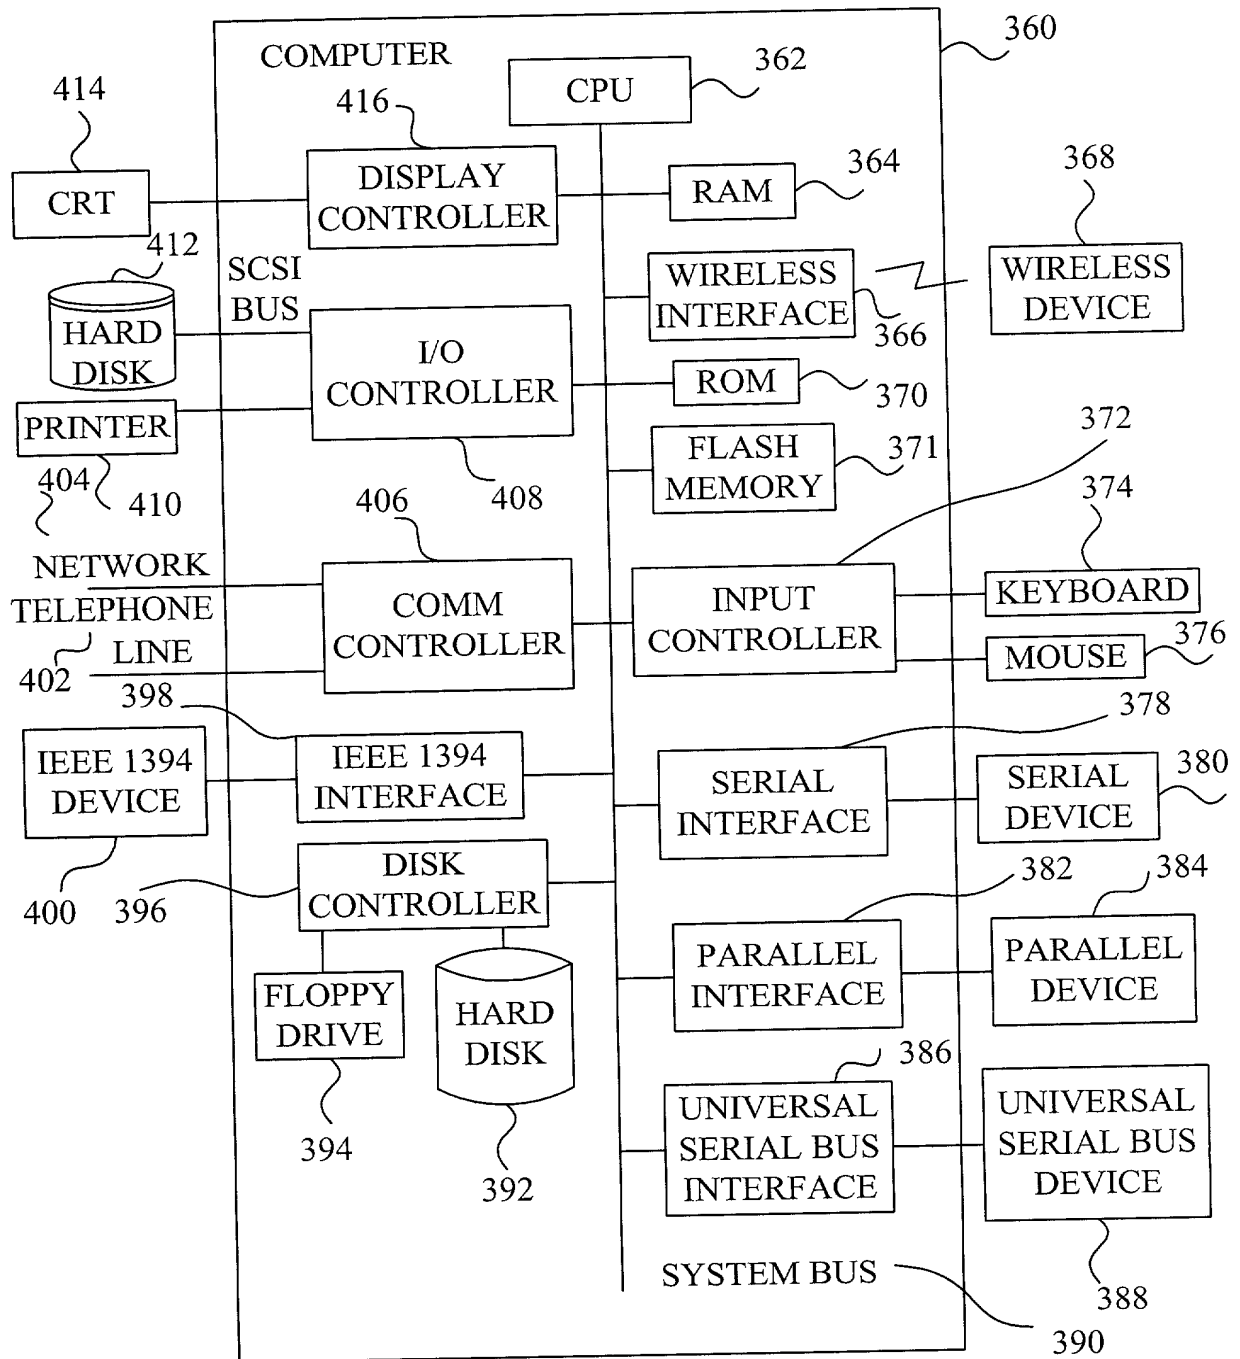 360
COMPUTER
362
CPU
414
416
CRT
DISPLAY
CONTROLLER
364
RAM
368
412
SCSI
BUS
WIRELESS
INTERFACE
366
WIRELESS
DEVICE
HARD
DISK
I/O
CONTROLLER
ROM
370
372
PRINTER
404
410
408
FLASH
MEMORY
371
374
406
NETWORK
TELEPHONE
LINE
402
COMM
CONTROLLER
INPUT
CONTROLLER
KEYBOARD
MOUSE
376
398
378
IEEE 1394
DEVICE
IEEE 1394
INTERFACE
SERIAL
INTERFACE
SERIAL
DEVICE
380
400
396
DISK
CONTROLLER
382
384
FLOPPY
DRIVE
HARD
DISK
PARALLEL
INTERFACE
PARALLEL
DEVICE
394
392
386
UNIVERSAL
SERIAL BUS
INTERFACE
UNIVERSAL
SERIAL BUS
DEVICE
SYSTEM BUS
388
390